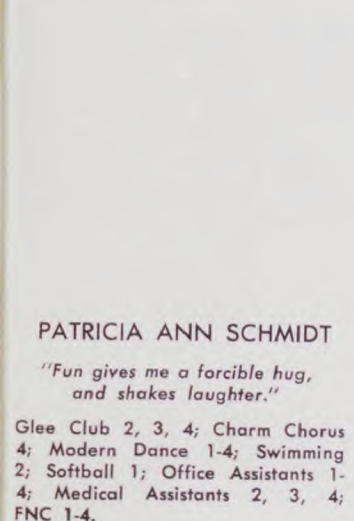 PATRICIA ANN SCHMIDT
"Fun gives me a forcible hug,
and shakes laughter."
Glee Club 2, 3, 4; Charm Chorus
4; Modern Dance 1-4; Swimming
2; Softball 1; Office Assistants 1-
4; Medical Assistants 2, 3, 4;
FNC 1-4.